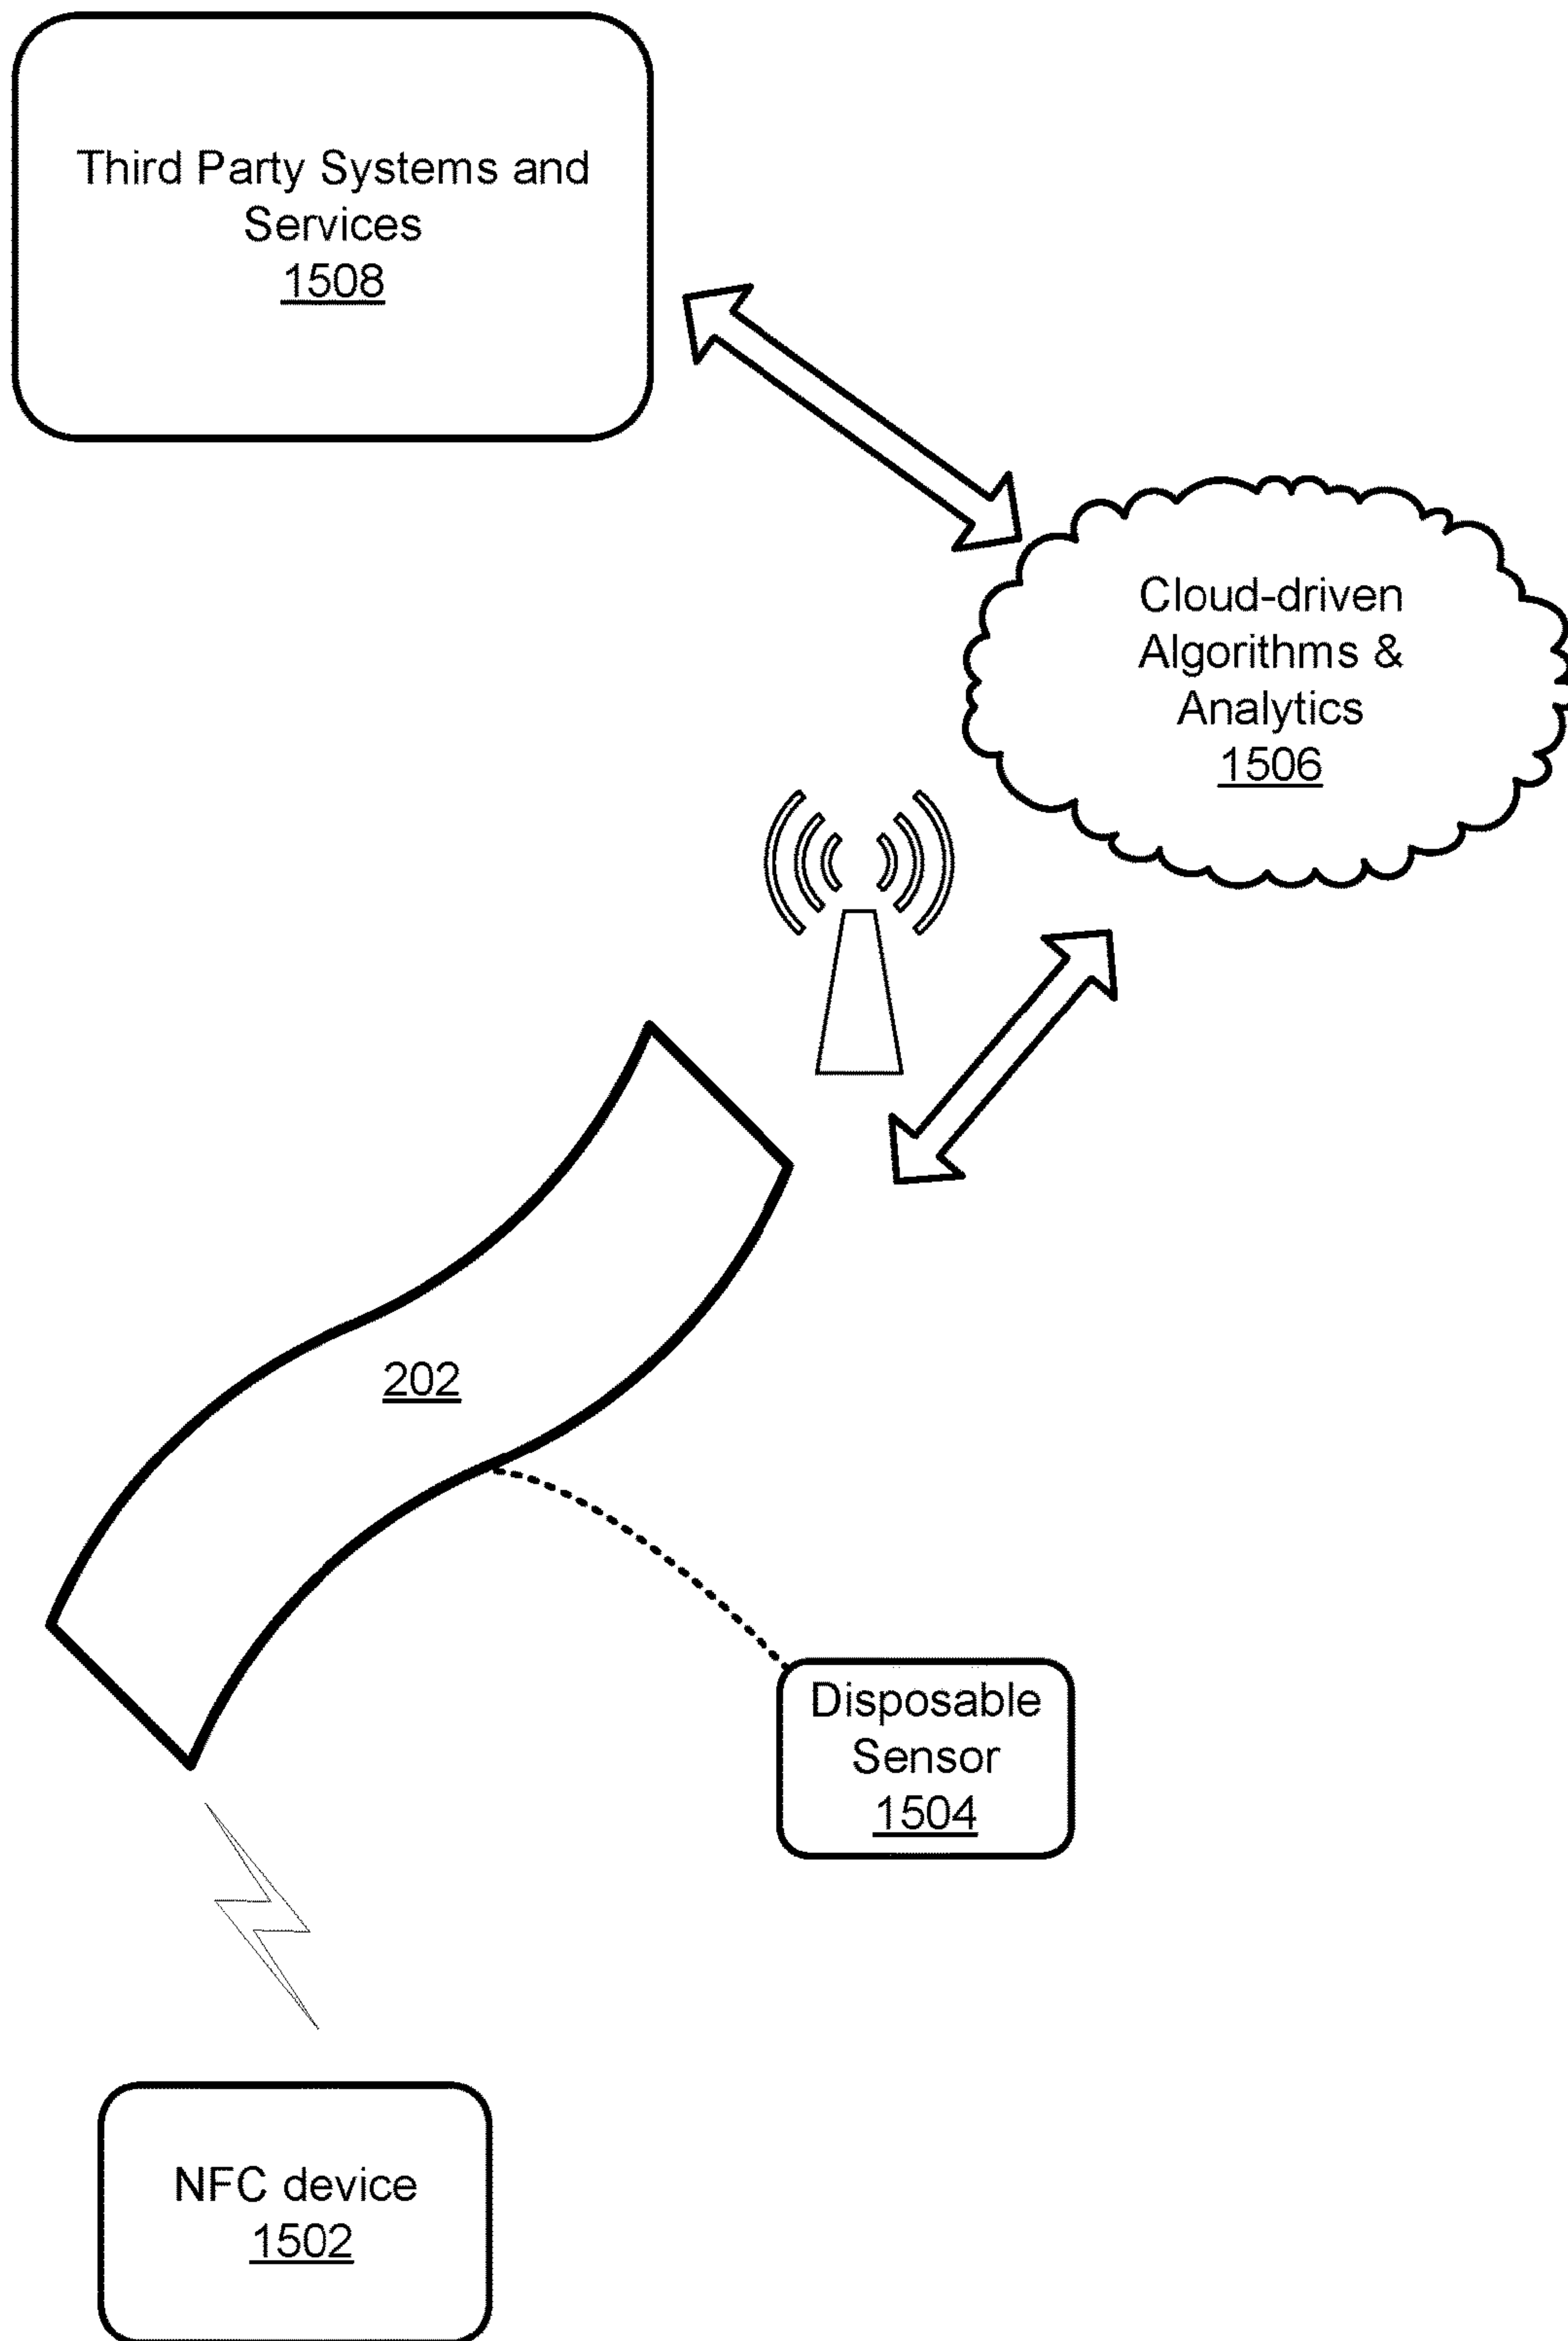 Third Party Systems and
Services
1508
Cloud-driven
Algorithms &
Analytics
1506
202
Disposable
Sensor
1504
NFC device
1502